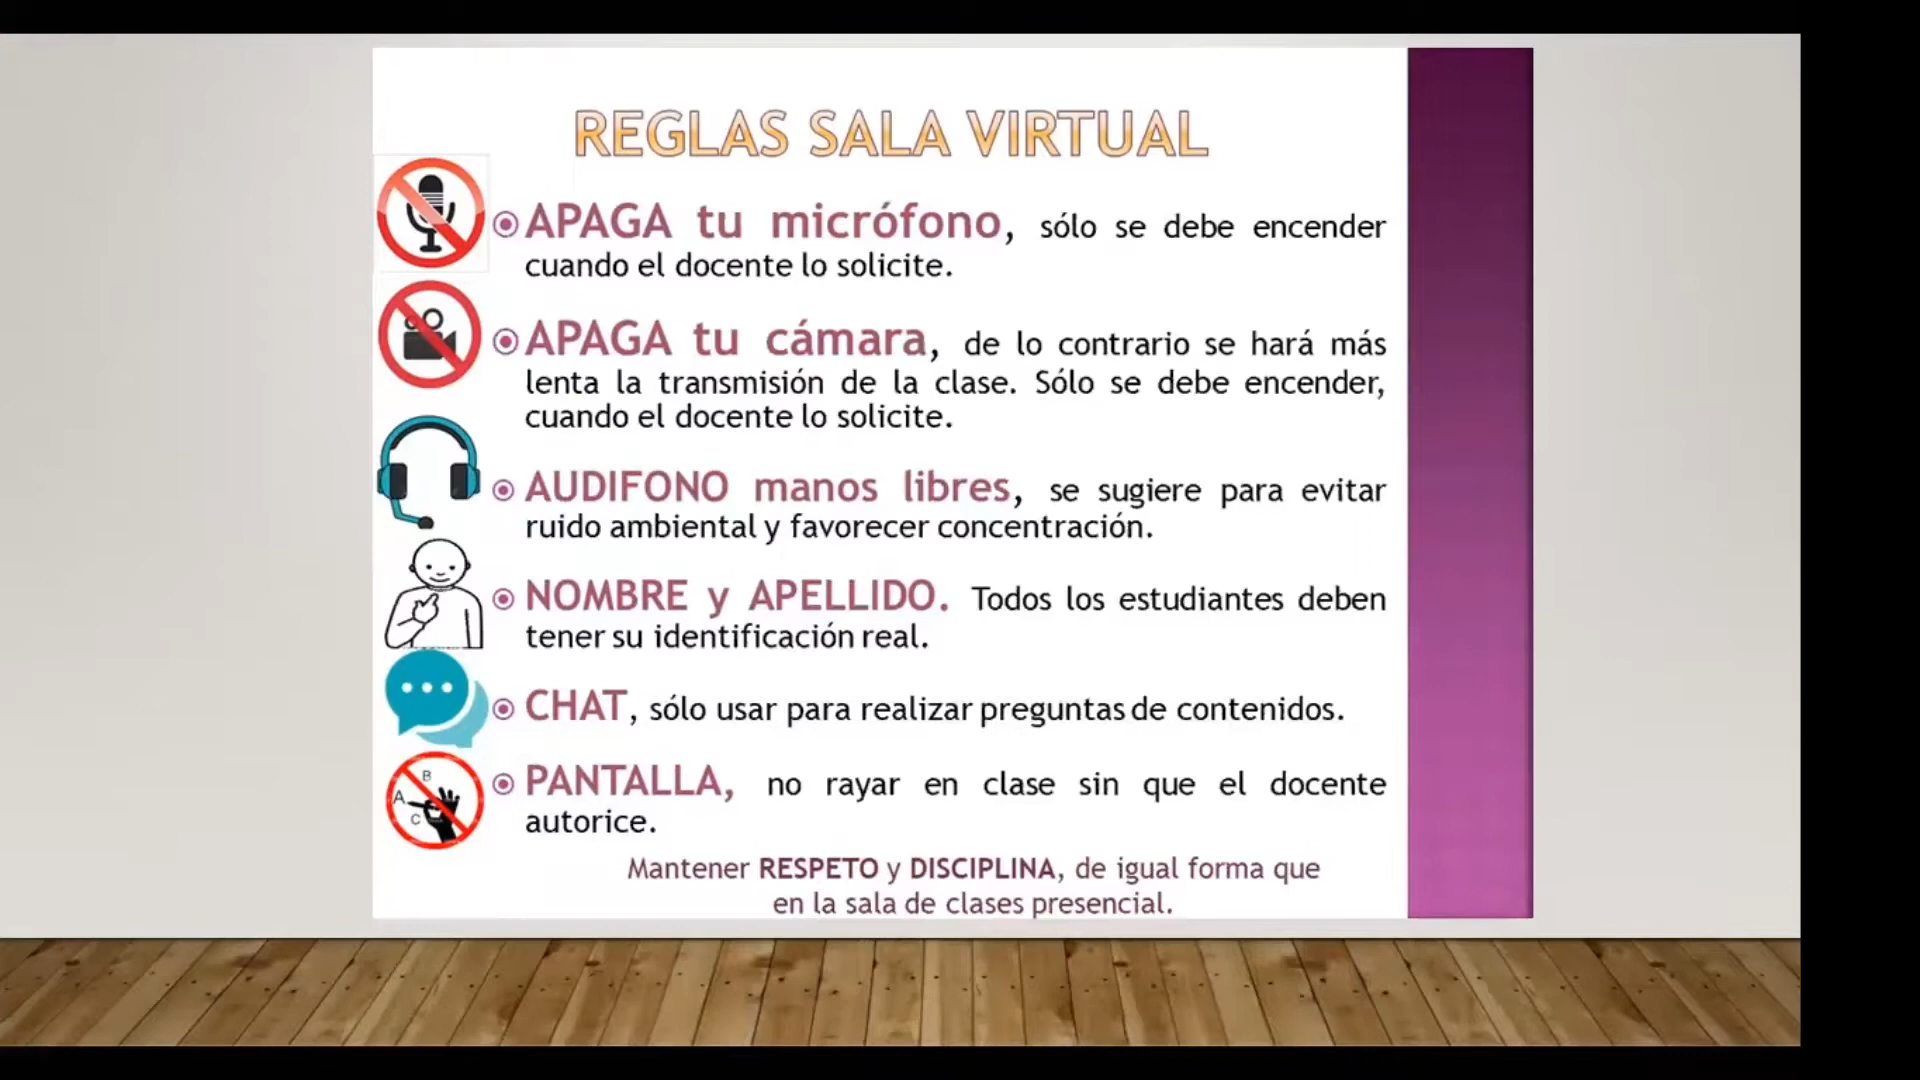 REGLAS SALA VIRTUAL
APAGA tu micrófono, sólo se debe encender
cuando el docente lo solicite.
APAGA tu cámara, de lo contrario se hará más
lenta la transmisión de la clase. Sólo se debe encender,
cuando el docente lo solicite.
AUDIFONO manos libres, se sugiere para evitar
ruido ambiental y favorecer concentración.
NOMBRE y APELLIDO. Todos los estudiantes deben
tener su identificación real.
CHAT, sólo usar para realizar preguntas de contenidos.
B
A
C
PANTALLA, no rayar en clase sin que el docente
autorice.
Mantener RESPETO y DISCIPLINA, de igual forma que
en la sala de clases presencial.